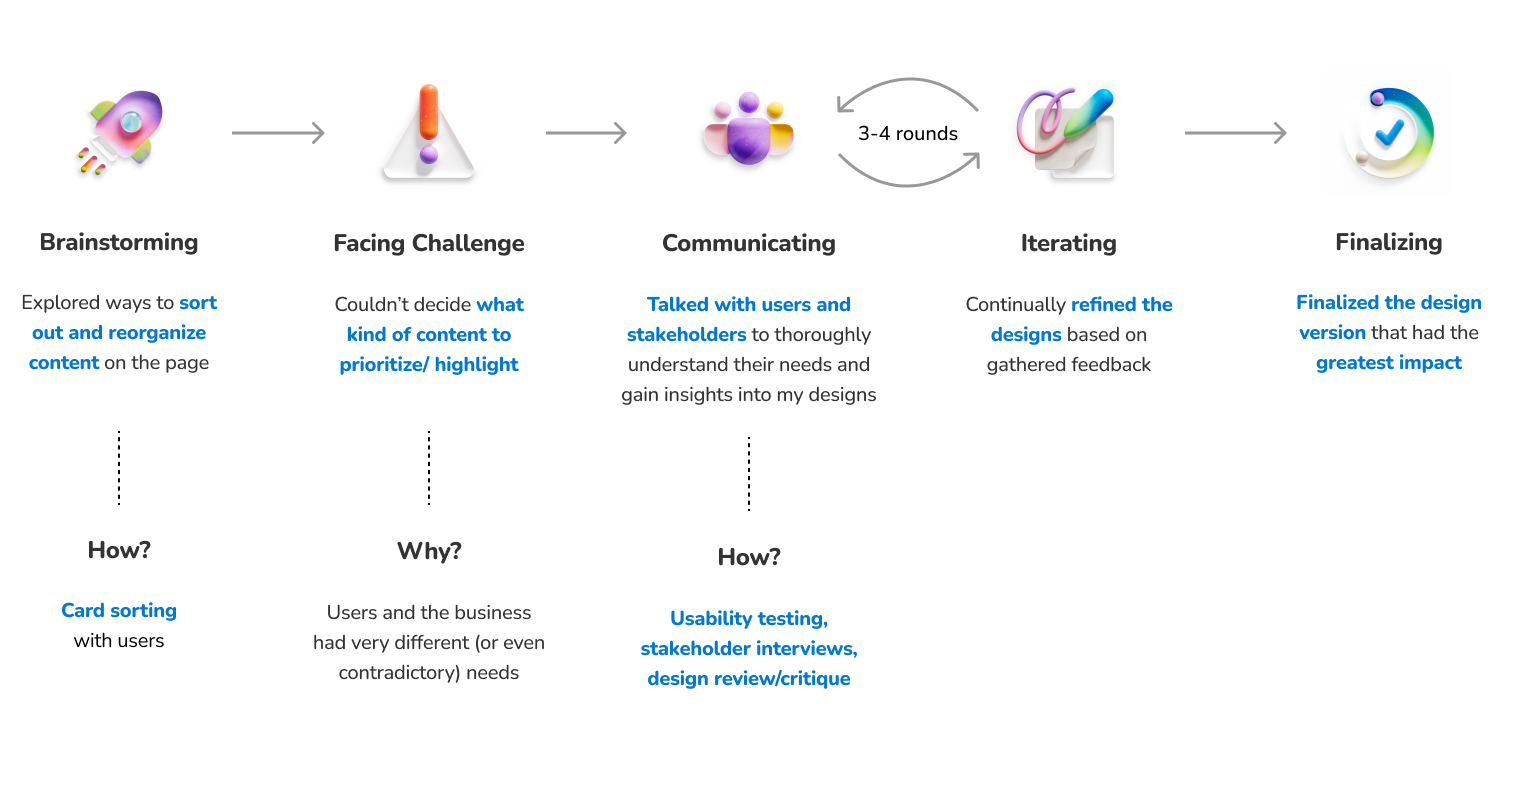 3-4 rounds
Brainstorming
Explored ways to sort
out and reorganize
content on the page
How?
Card sorting
with users
Facing Challenge
Couldn’t decide what
kind of content to
prioritize/ highlight
Why?
Users and the business
had very different (or even
contradictory) needs
Communicating
Talked with users and
stakeholders to thoroughly
understand their needs and
gain insights into my designs
How?
Usability testing,
stakeholder interviews,
design review/critique
Iterating
Continually refined the
designs based on
gathered feedback
Finalizing
Finalized the design
version that had the
greatest impact